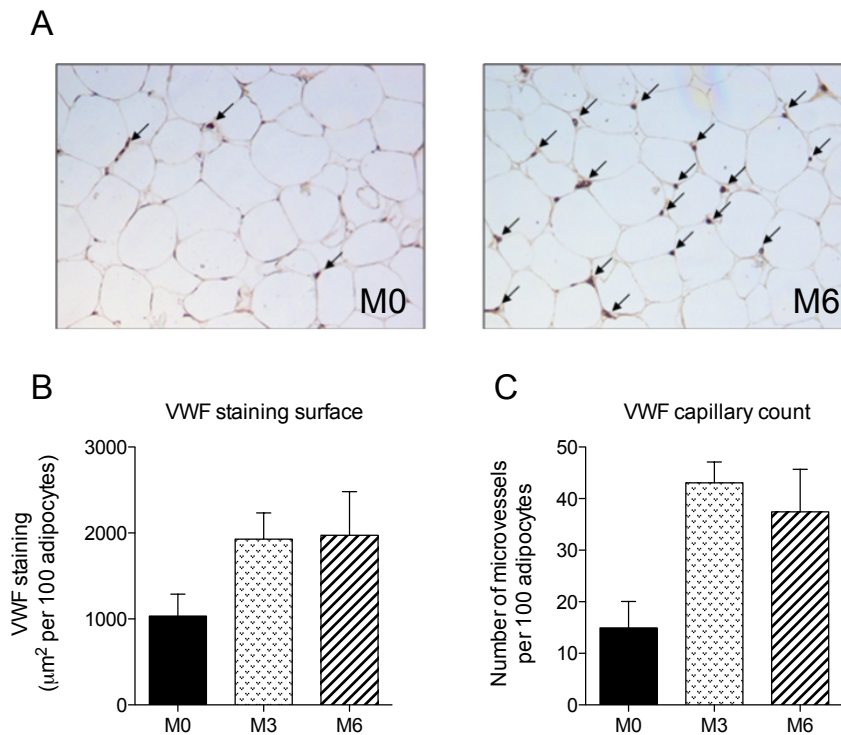 A
M0
M6
B
VWF staining surface
VWF staining
(μm² per 100 adipocytes)
3000
2000
1000
0
M0 M3 M6
C
VWF capillary count
Number of microvessels
per 100 adipocytes
50
40
30
20
10
0
M0 M3 M6